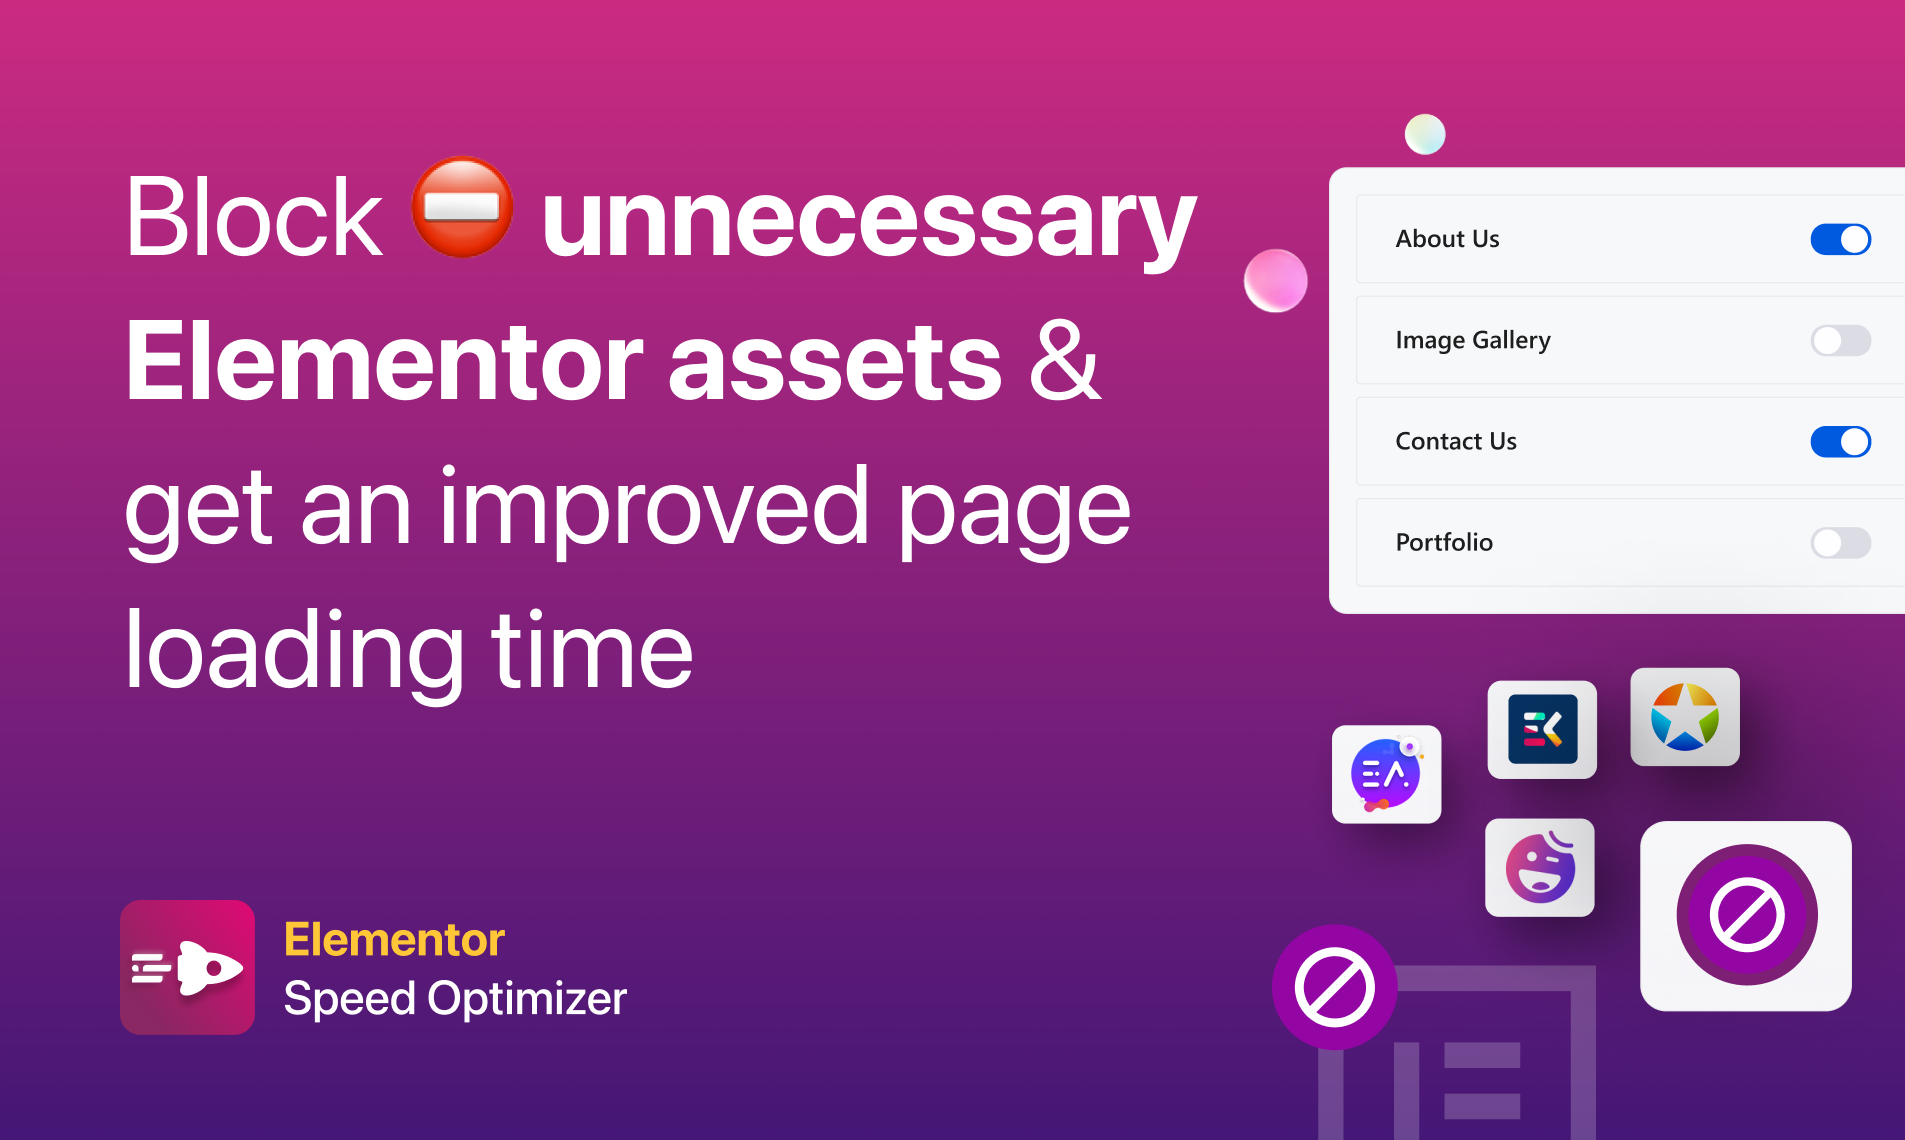 Block ⛔ unnecessary
Elementor assets &
get an improved page
loading time
About Us
Image Gallery
Contact Us
Portfolio
Elementor
Speed Optimizer